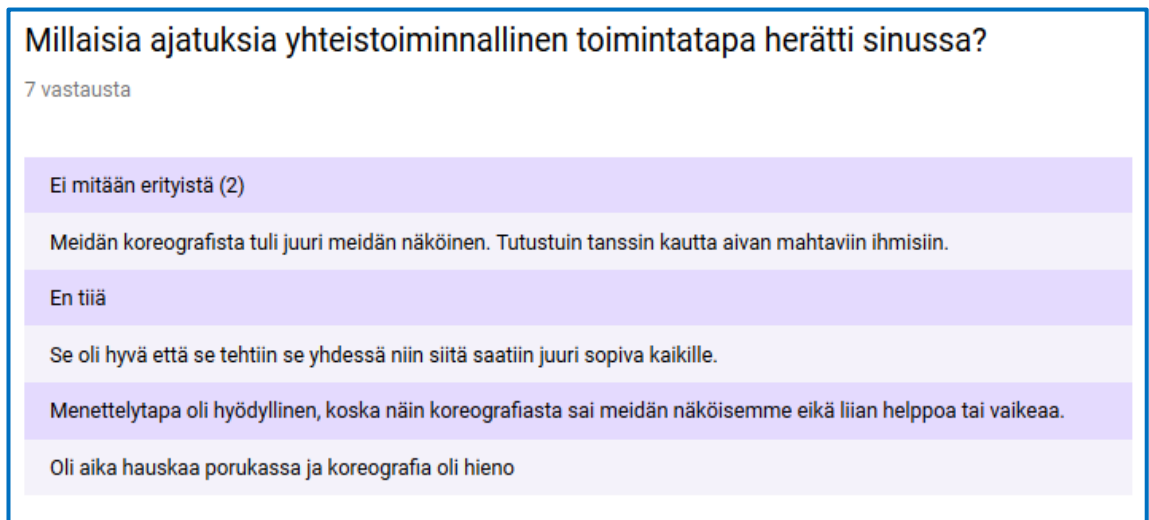 Millaisia ajatuksia yhteistoiminnallinen toimintatapa herätti sinussa?
7 vastausta
Ei mitään erityistä (2)
Meidän koreografista tuli juuri meidän näköinen. Tutustuin tanssin kautta aivan mahtaviin ihmisiin.
En tiiä
Se oli hyvä että se tehtiin se yhdessä niin siitä saatiin juuri sopiva kaikille.
Menettelytapa oli hyödyllinen, koska näin koreografiasta sai meidän näköisemme eikä liian helppoa tai vaikeaa.
Oli aika hauskaa porukassa ja koreografia oli hieno